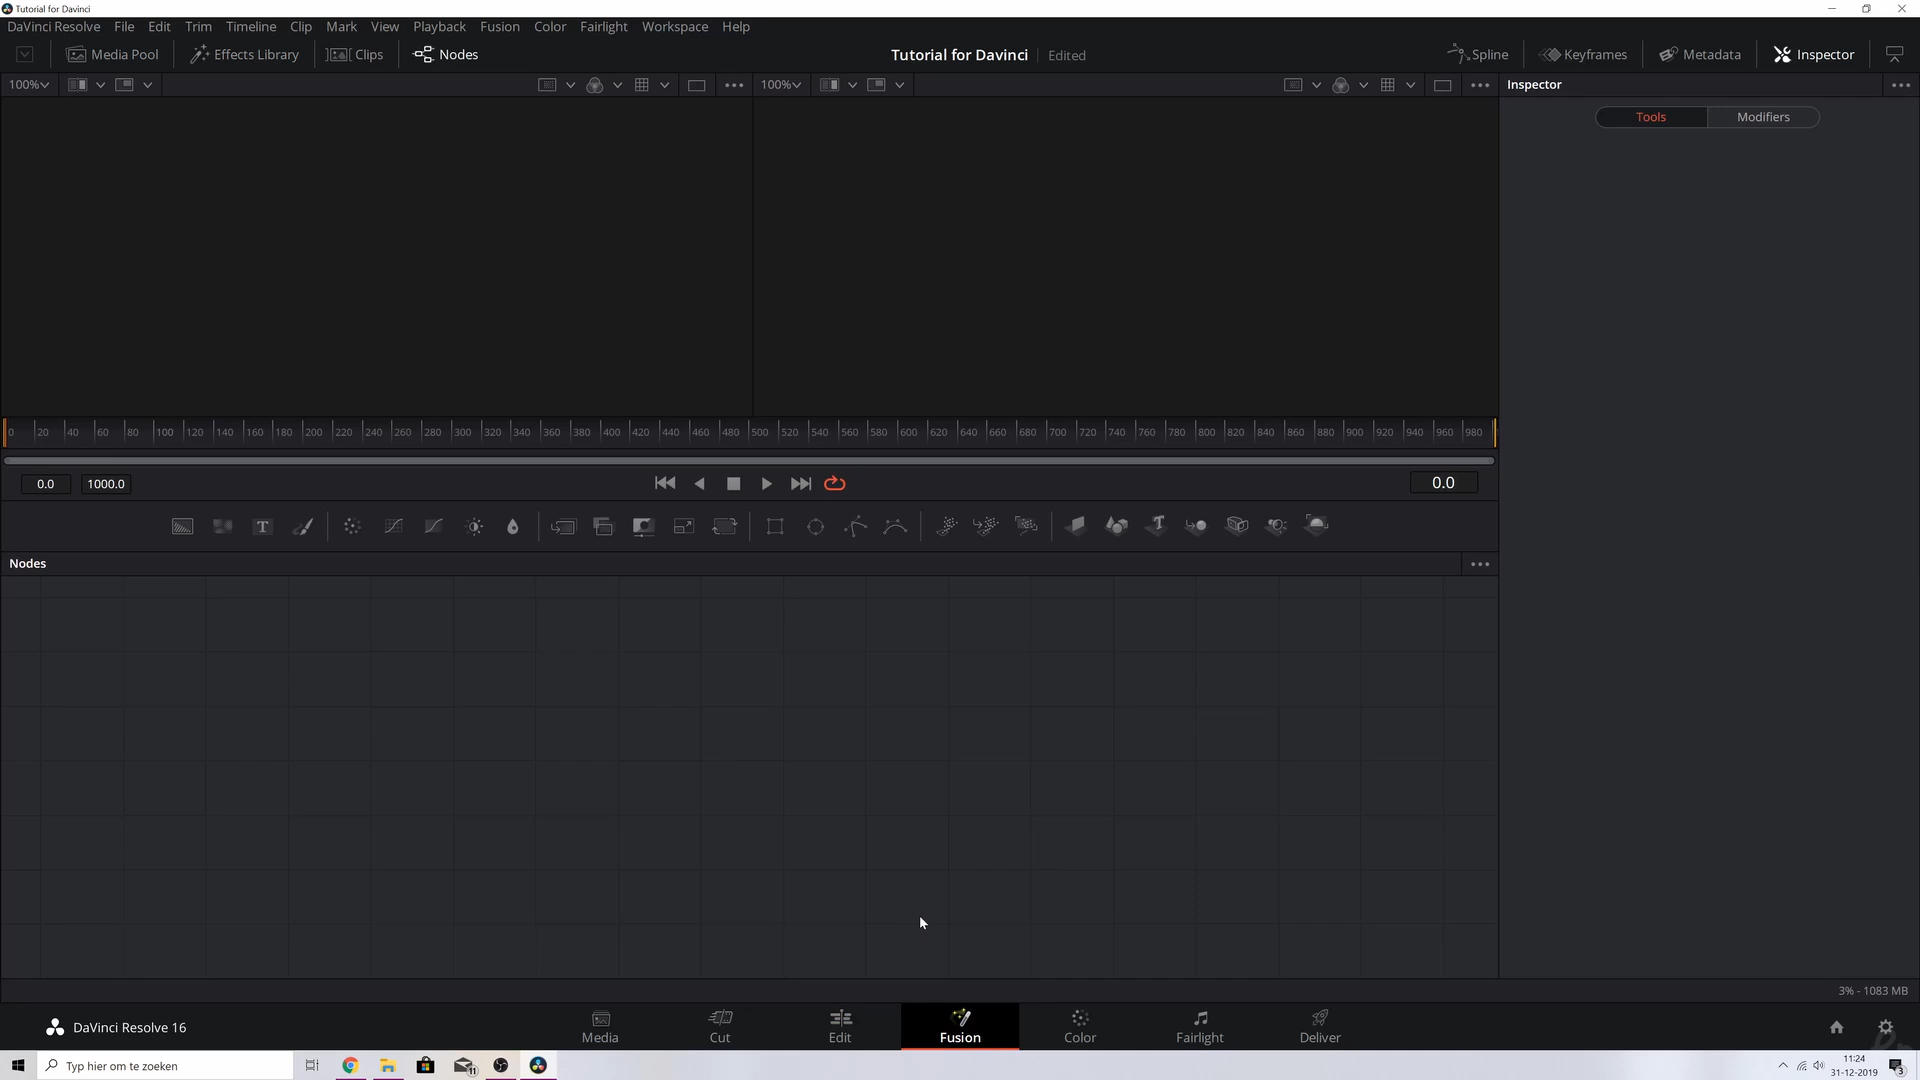 Tutorial for Davinci
DaVinci Resolve File Edit Trim Timeline Clip Mark View Playback Fusion Color Fairlight Workspace Help
Media Pool Effects Library Clips Nodes Tutorial for Davinci Edited Spline Keyframes Metadata Inspector
100% 100% Inspector
Tools Modifiers
0 20 40 60 80 100 120 140 160 180 200 220 240 260 280 300 320 340 360 380 400 420 440 460 480 500 520 540 560 580 600 620 640 660 680 700 720 740 760 780 800 820 840 860 880 900 920 940 960 980
0.0 1000.0 0.0
T T
Nodes
3% - 1083 MB
DaVinci Resolve 16 Media Cut Edit Fusion Color Fairlight Deliver
Typ hier om te zoeken 11 11:24
31-12-2019 3